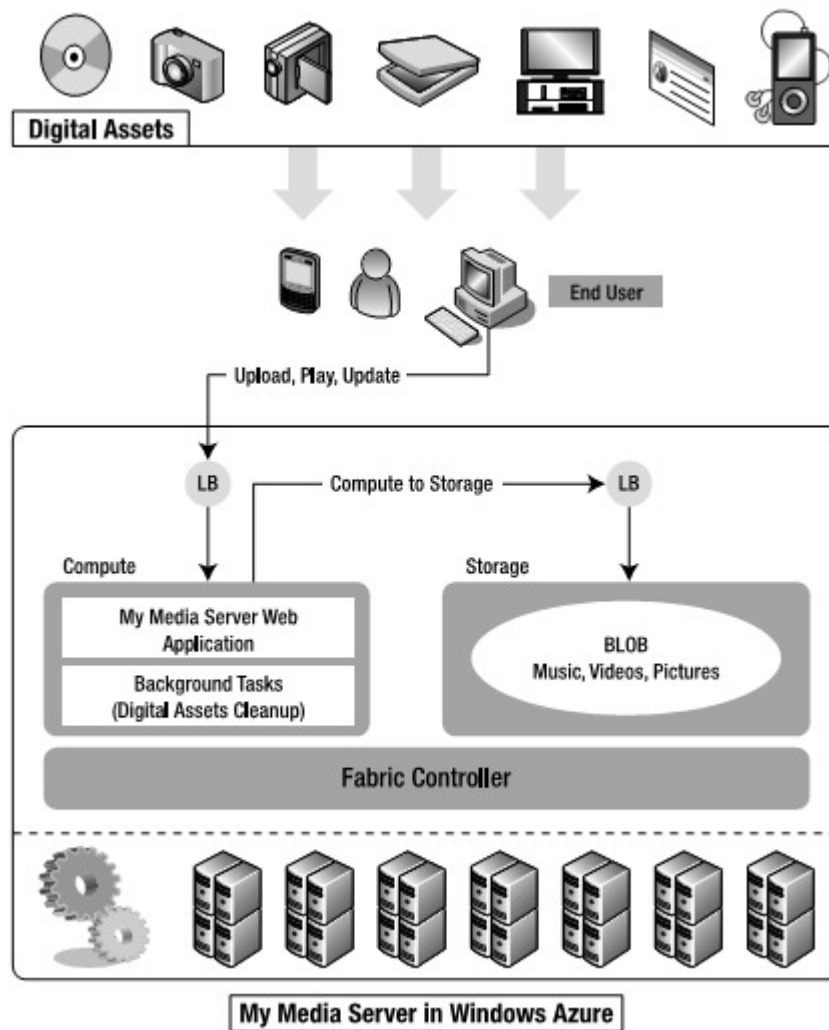 Digital Assets
End User
Upload, Play, Update
LB
Compute to Storage
LB
Compute
Storage
My Media Server Web
Application
Background Tasks
(Digital Assets Cleanup)
BLOB
Music, Videos, Pictures
Fabric Controller
My Media Server in Windows Azure